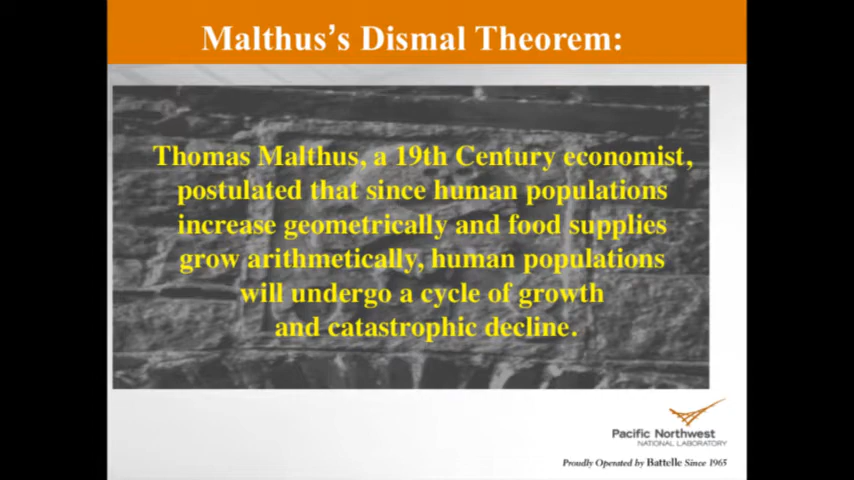 Malthus’s Dismal Theorem:
Thomas Malthus, a 19th Century economist,
postulated that since human populations
increase geometrically and food supplies
grow arithmetically, human populations
will undergo a cycle of growth
and catastrophic decline.
Pacific Northwest
NATIONAL LABORATORY
Proudly Operated by Battelle Since 1965